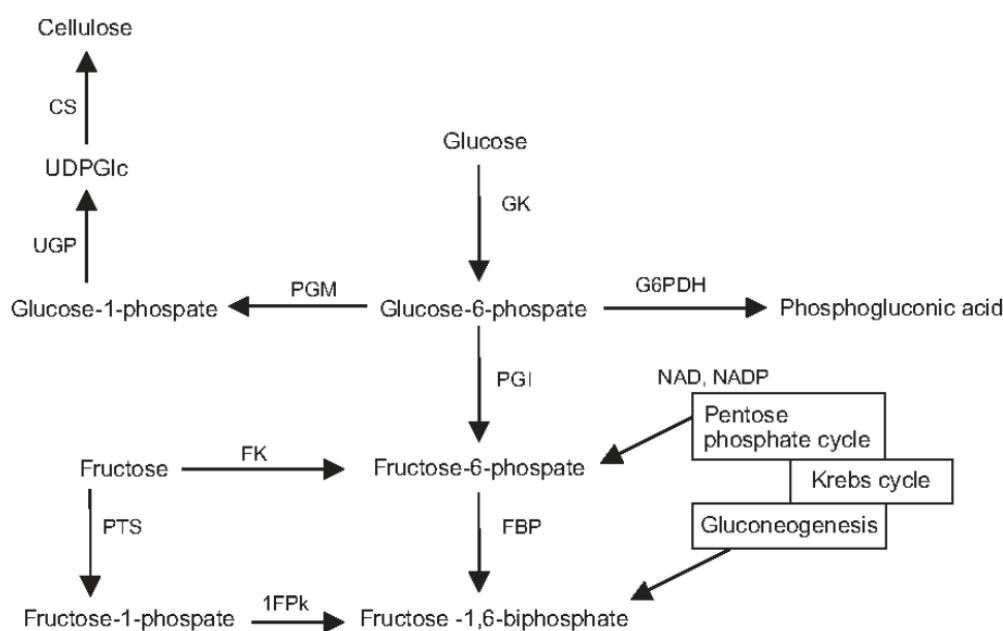 Cellulose
CS
UDPGlc
Glucose
GK
UGP
PGM
G6PDH
Glucose-1-phospate
Glucose-6-phospate
Phosphogluconic acid
PGI
NAD, NADP
Pentose
phosphate cycle
Fructose
FK
Fructose-6-phospate
Krebs cycle
PTS
FBP
Gluconeogenesis
Fructose-1-phospate
1FPk
Fructose -1,6-biphosphate